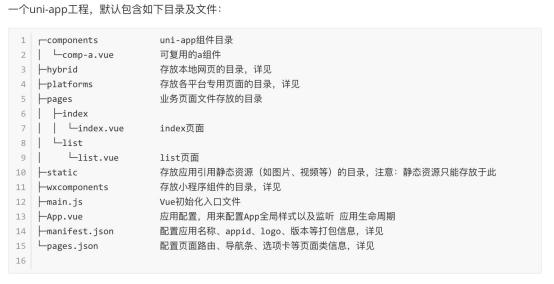 一个uni-app工程，默认包含如下目录及文件：
1 ┌─components uni-app组件目录
2 │ └─comp-a.vue 可复用的a组件
3 ├─hybrid 存放本地网页的目录，详见
4 ├─platforms 存放各平台专用页面的目录，详见
5 ├─pages 业务页面文件存放的目录
6 │ ├─index
7 │ │ └─index.vue index页面
8 │ └─list
9 │ └─list.vue list页面
10 ├─static 存放应用引用静态资源（如图片、视频等）的目录，注意：静态资源只能存放于此
11 ├─wxcomponents 存放小程序组件的目录，详见
12 ├─main.js Vue初始化入口文件
13 ├─App.vue 应用配置，用来配置App全局样式以及监听 应用生命周期
14 ├─manifest.json 配置应用名称、appid、logo、版本等打包信息，详见
15 └─pages.json 配置页面路由、导航条、选项卡等页面类信息，详见
16